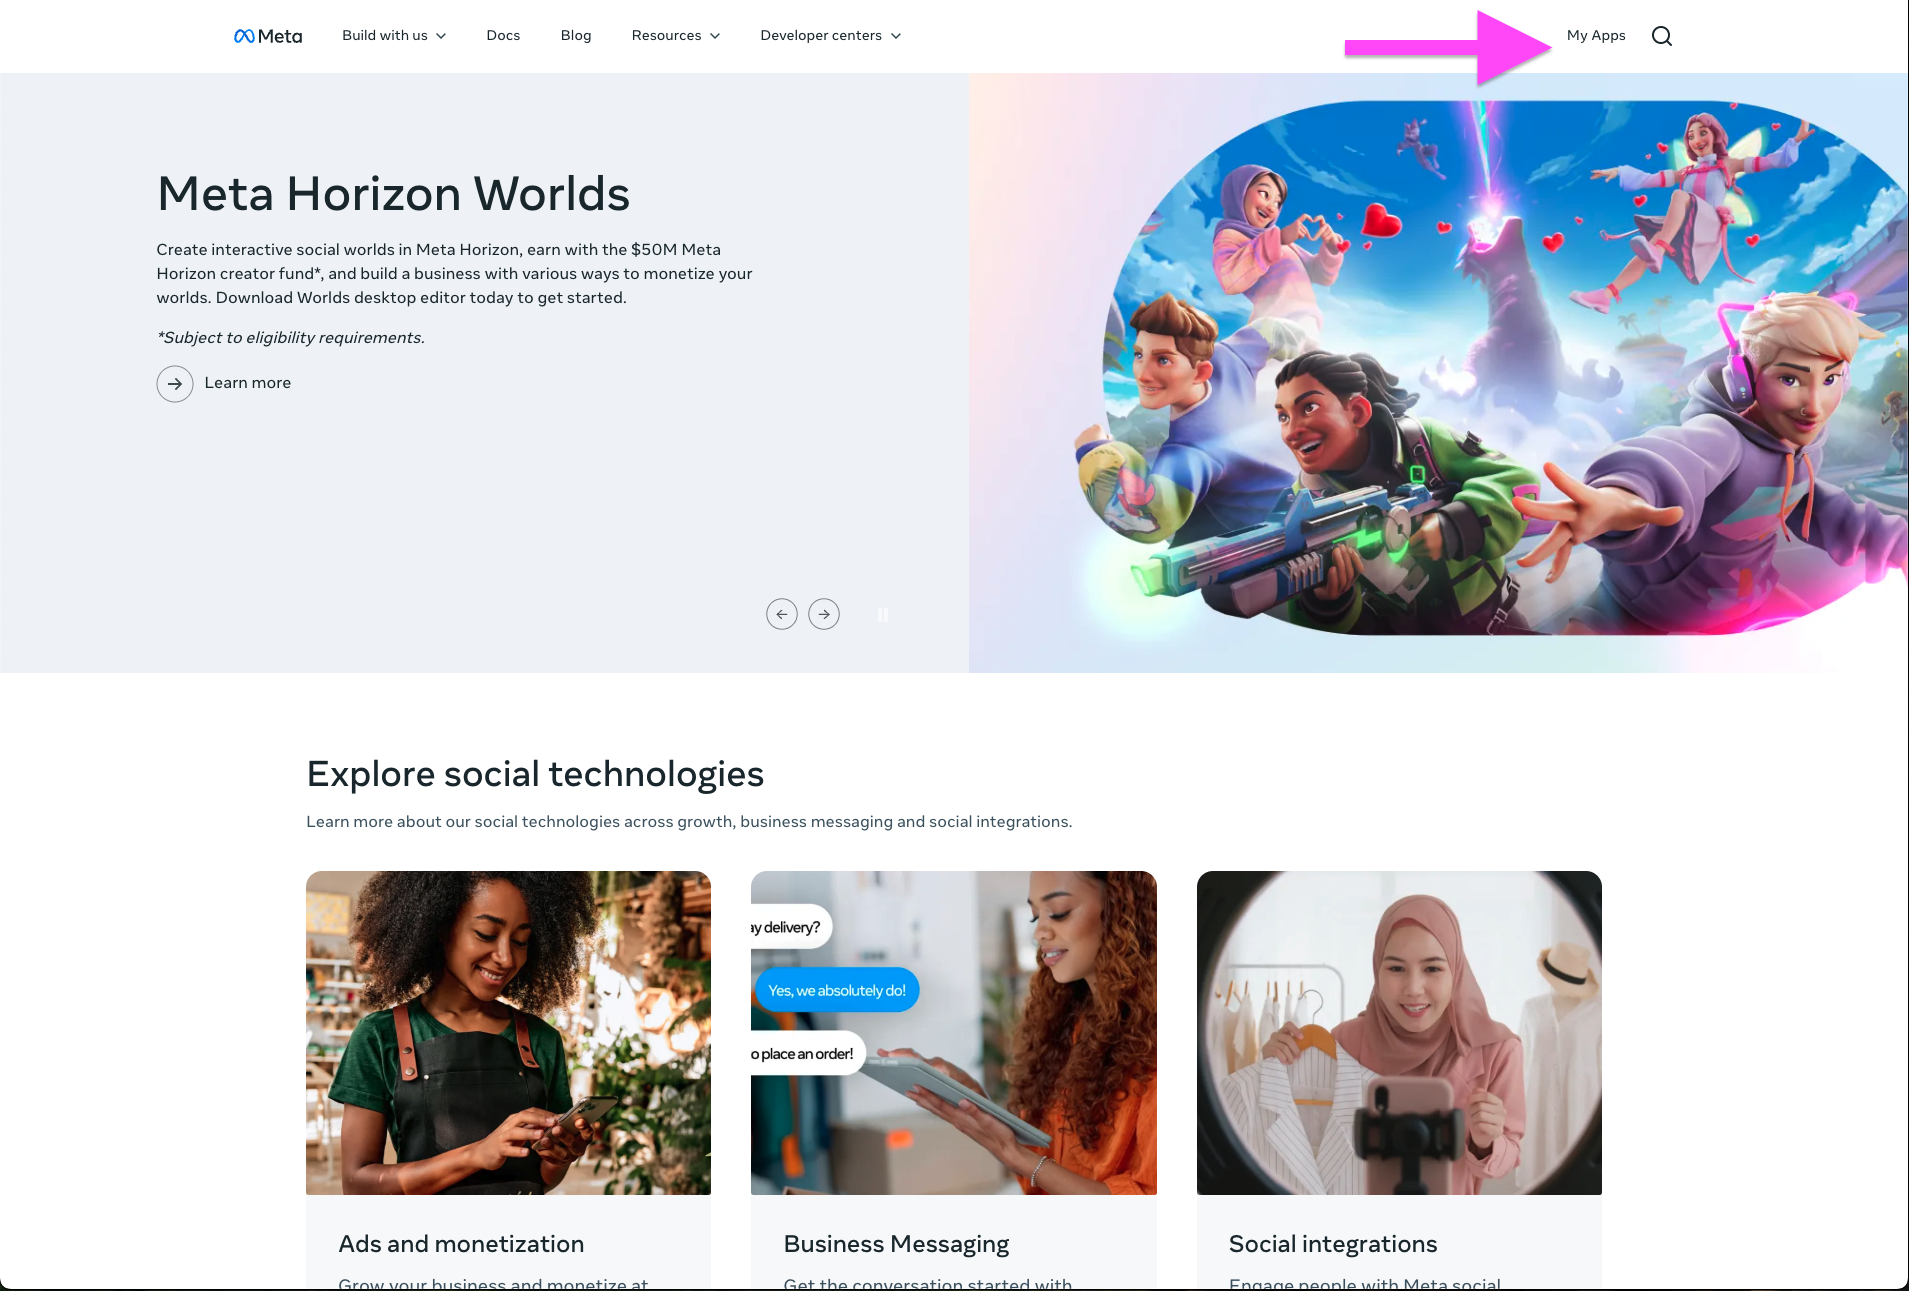 Meta
Build with us
Docs
Blog
Resources
Developer centers
My Apps
Meta Horizon Worlds
Create interactive social worlds in Meta Horizon, earn with the $50M Meta
Horizon creator fund*, and build a business with various ways to monetize your
worlds. Download Worlds desktop editor today to get started.
*Subject to eligibility requirements.
Learn more
Explore social technologies
Learn more about our social technologies across growth, business messaging and social integrations.
ay delivery?
Yes, we absolutely do!
o place an order!
Ads and monetization
Grow your business and monetize at
Business Messaging
Get the conversation started with
Social integrations
Engage people with Meta social